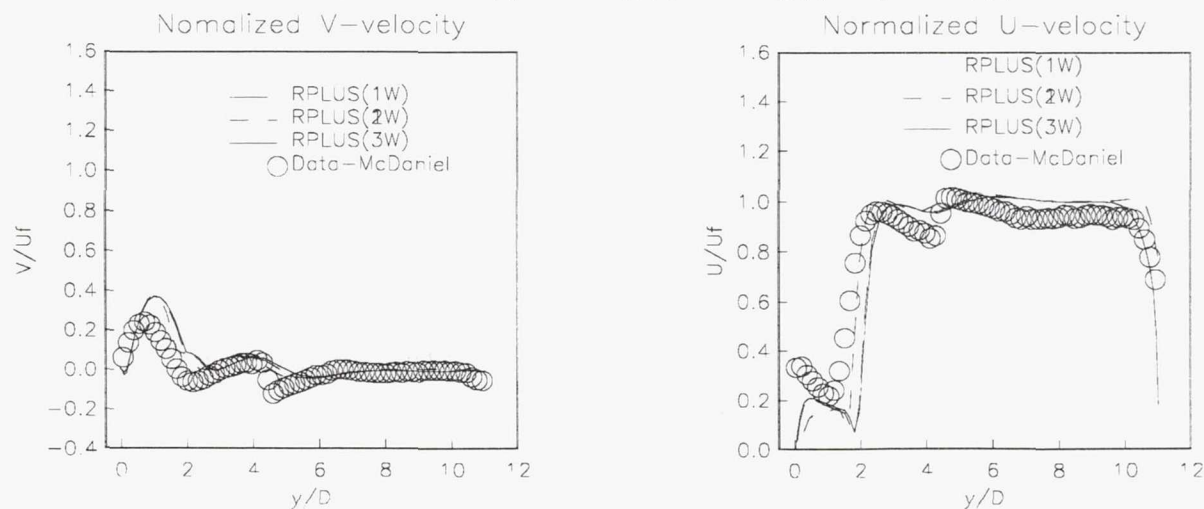 Nomalized V-velocity
1.6
1.4
1.2
1.0
0.8
0.6
0.4
0.2
0.0
-0.2
-0.4
V/Uf
RPLUS(1W)
RPLUS(2W)
RPLUS(3W)
Data-McDaniel
0 2 4 6 8 10 12
y/D
Normalized U-velocity
1.6
1.4
1.2
1.0
0.8
0.6
0.4
0.2
0.0
U/Uf
RPLUS(1W)
RPLUS(2W)
RPLUS(3W)
Data-McDaniel
0 2 4 6 8 10 12
y/D